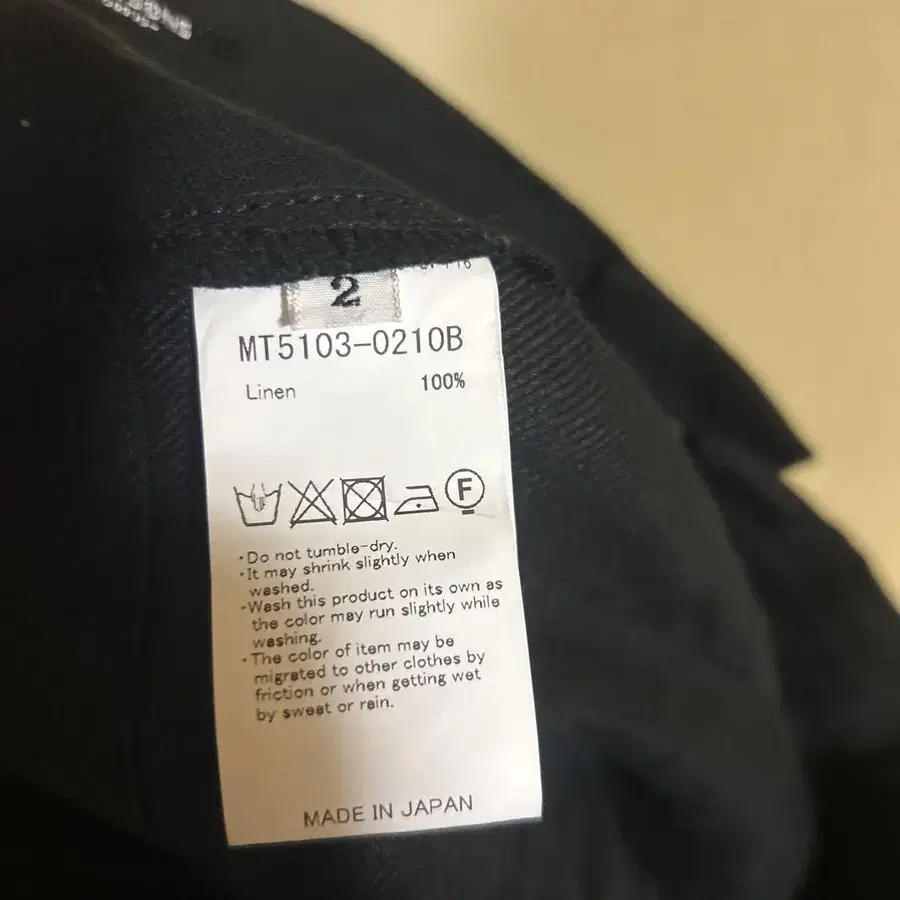 2
MT5103-0210B
Linen 100%
F
·Do not tumble-dry.
·It may shrink slightly when
washed.
·Wash this product on its own as
the color may run slightly while
washing.
·The color of item may be
migrated to other clothes by
friction or when getting wet
by sweat or rain.
MADE IN JAPAN